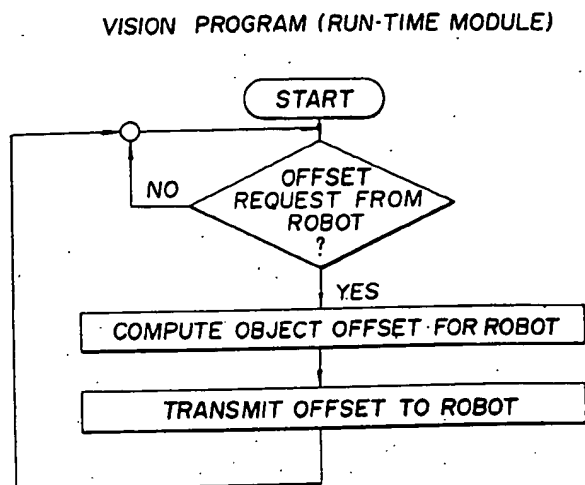 VISION PROGRAM (RUN-TIME MODULE)
START
OFFSET
REQUEST FROM
ROBOT
?
NO
YES
COMPUTE OBJECT OFFSET FOR ROBOT
TRANSMIT OFFSET TO ROBOT